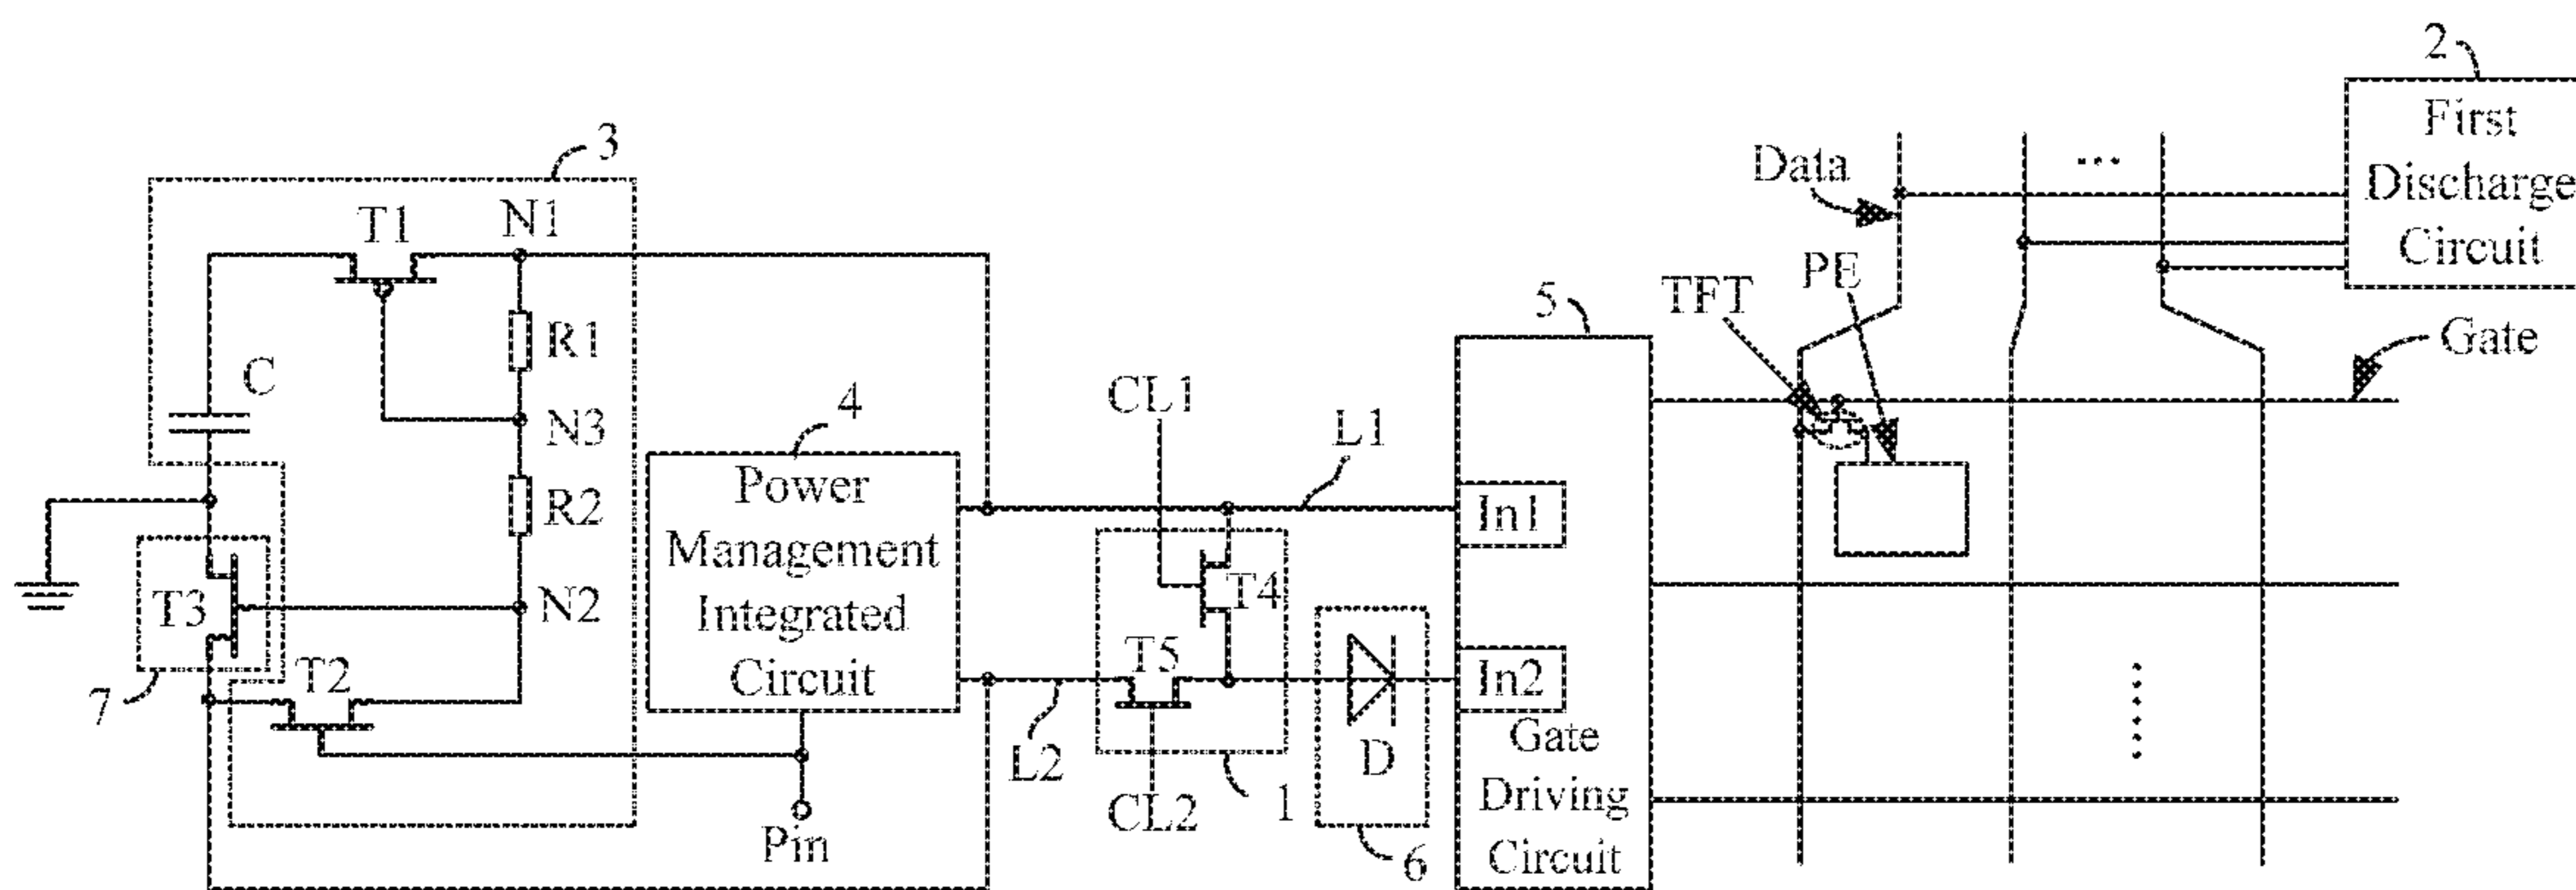 2
First
Discharge
Circuit
Data
...
3
T1
N1
R1
C
N3
R2
N2
T3
7
T2
4
Power
Management
Integrated
Circuit
Pin
CL1
L1
T4
T5
L2
CL2
1
D
6
5
In1
In2
Gate
Driving
Circuit
TFT
PE
Gate